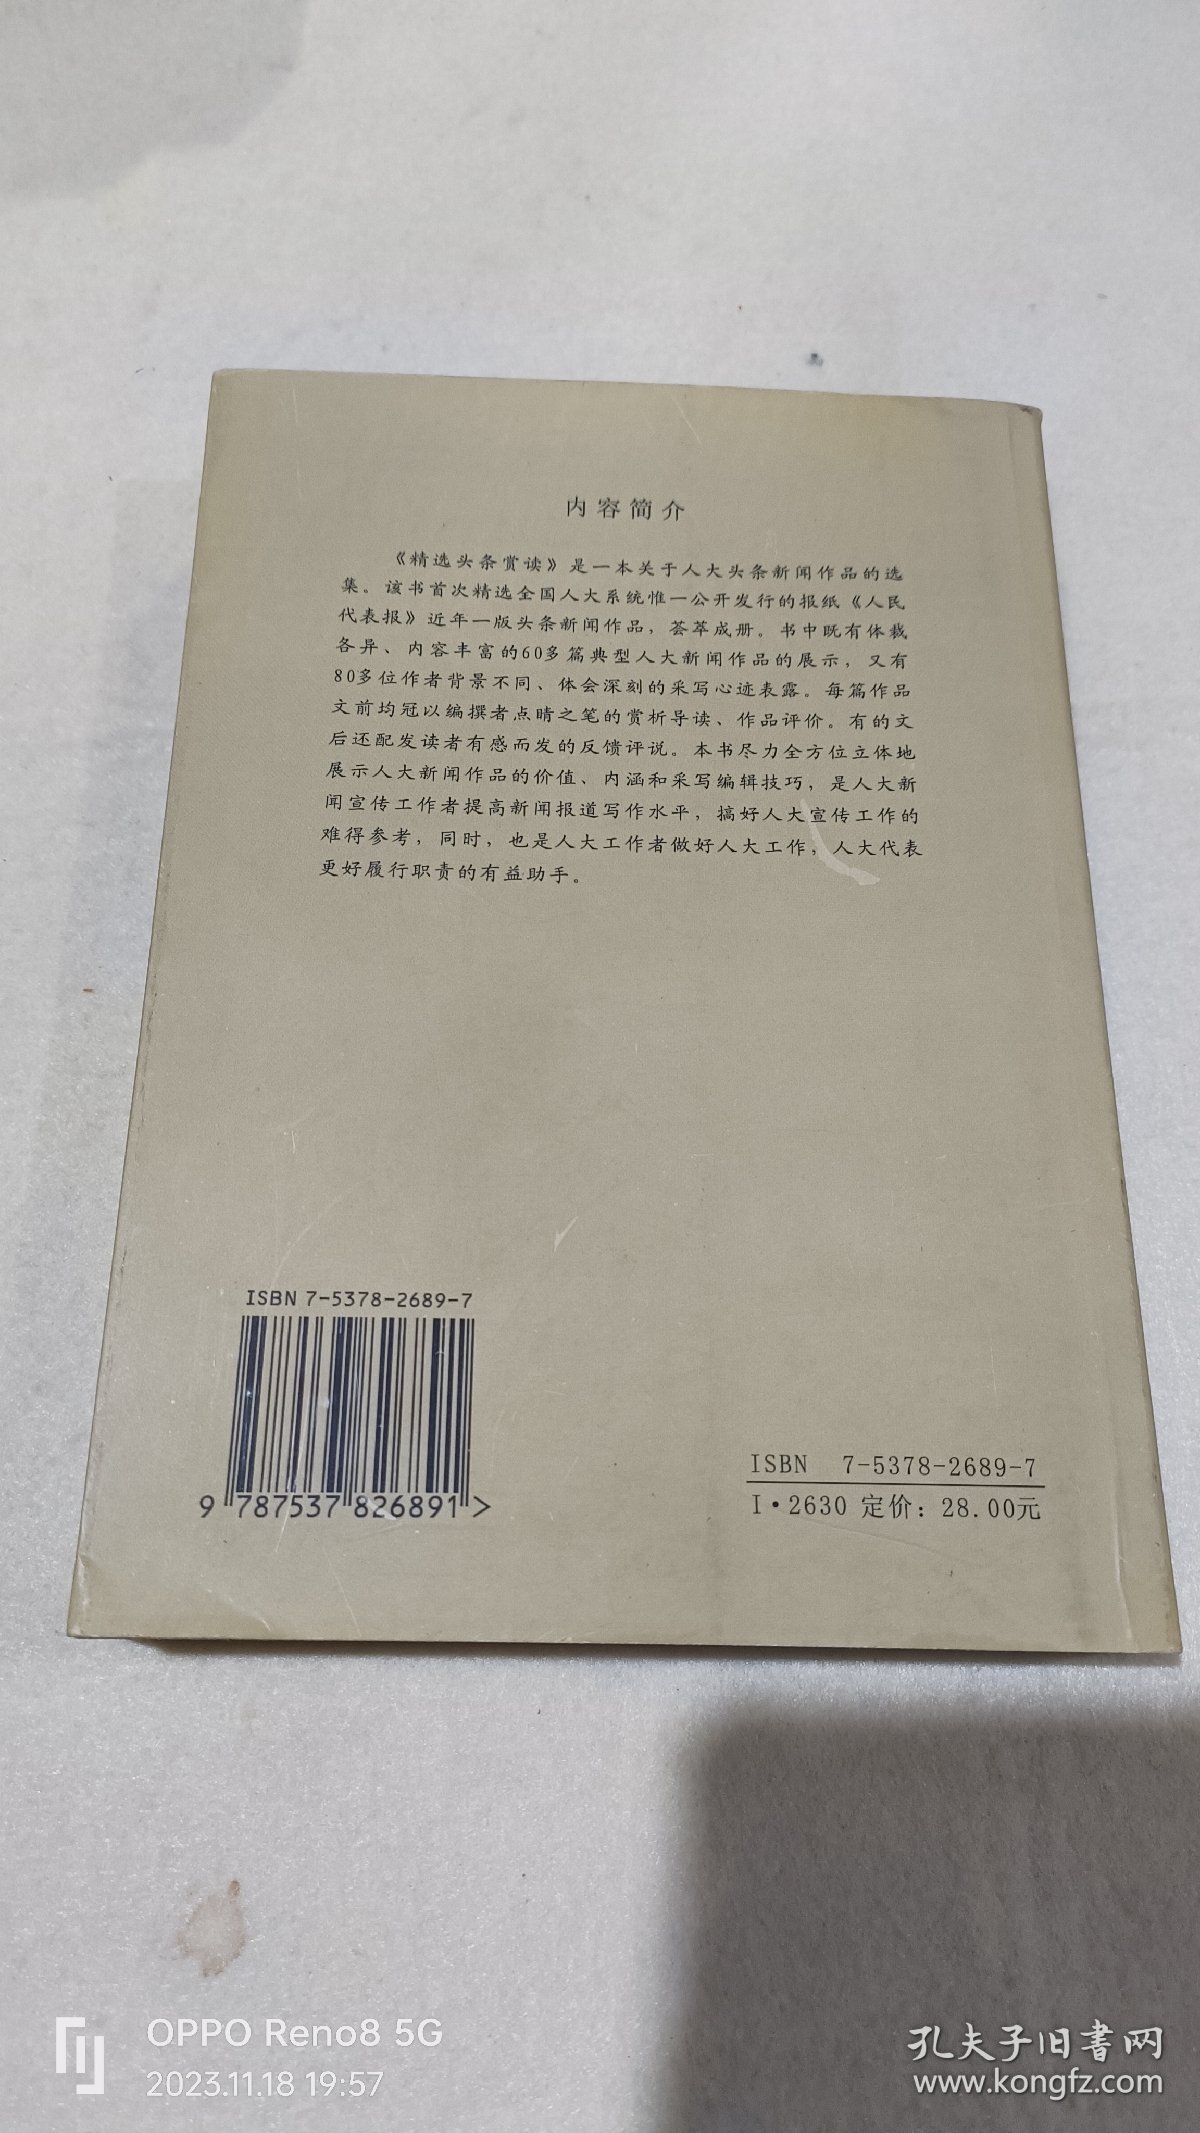 内容简介
《精选头条赏读》是一本关于人大头条新闻作品的选
集。该书首次精选全国人大系统惟一公开发行的报纸《人民
代表报》近年一版头条新闻作品，荟萃成册。书中既有体裁
各异、内容丰富的60多篇典型人大新闻作品的展示，又有
80多位作者背景不同、体会深刻的采写心迹表露。每篇作品
文前均冠以编撰者点睛之笔的赏析导读、作品评价。有的文
后还配发读者有感而发的反馈评说。本书尽力全方位立体地
展示人大新闻作品的价值、内涵和采写编辑技巧，是人大新
闻宣传工作者提高新闻报道写作水平，搞好人大宣传工作的
难得参考，同时，也是人大工作者做好人大工作，人大代表
更好履行职责的有益助手。
ISBN 7-5378-2689-7
9 787537 826891 >
ISBN 7-5378-2689-7
I·2630 定价：28.00元
OPPO Reno8 5G
2023.11.18 19:57
孔夫子旧书网
www.kongfz.com